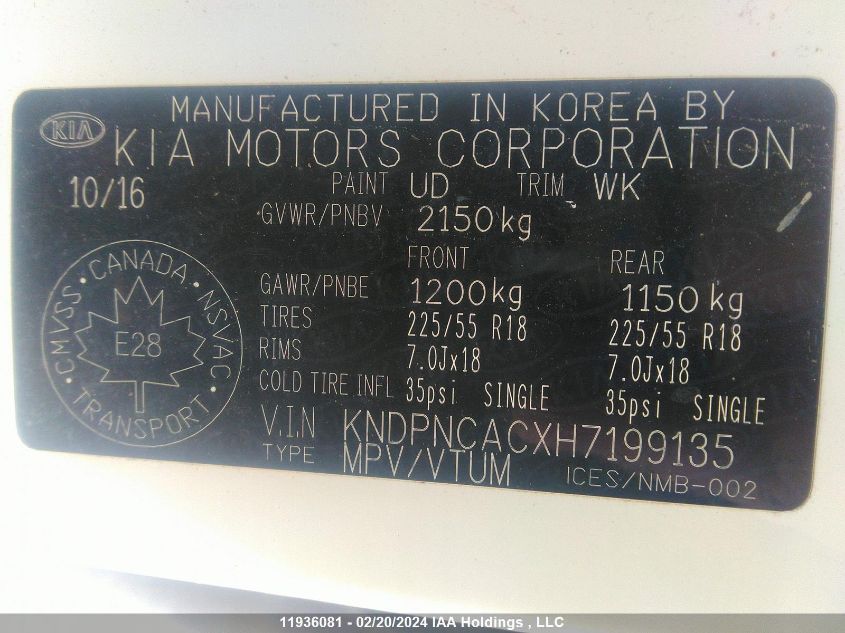 MANUFACTURED IN KOREA BY
KIA KIA MOTORS CORPORATION
10/16 PAINT UD TRIM WK
GVWR/PNBV 2150kg
FRONT REAR
GAWR/PNBE 1200kg 1150kg
TIRES 225/55 R18 225/55 R18
RIMS 7.0Jx18 7.0Jx18
COLD TIRE INFL 35psi SINGLE 35psi SINGLE
V.I.N KNDPNCACXH7199135
TYPE MPV/VTUM ICES/NMB-002
CMVSS · CANADA · NSVAC · TRANSPORT ·
E28
11936081 - 02/20/2024 IAA Holdings , LLC